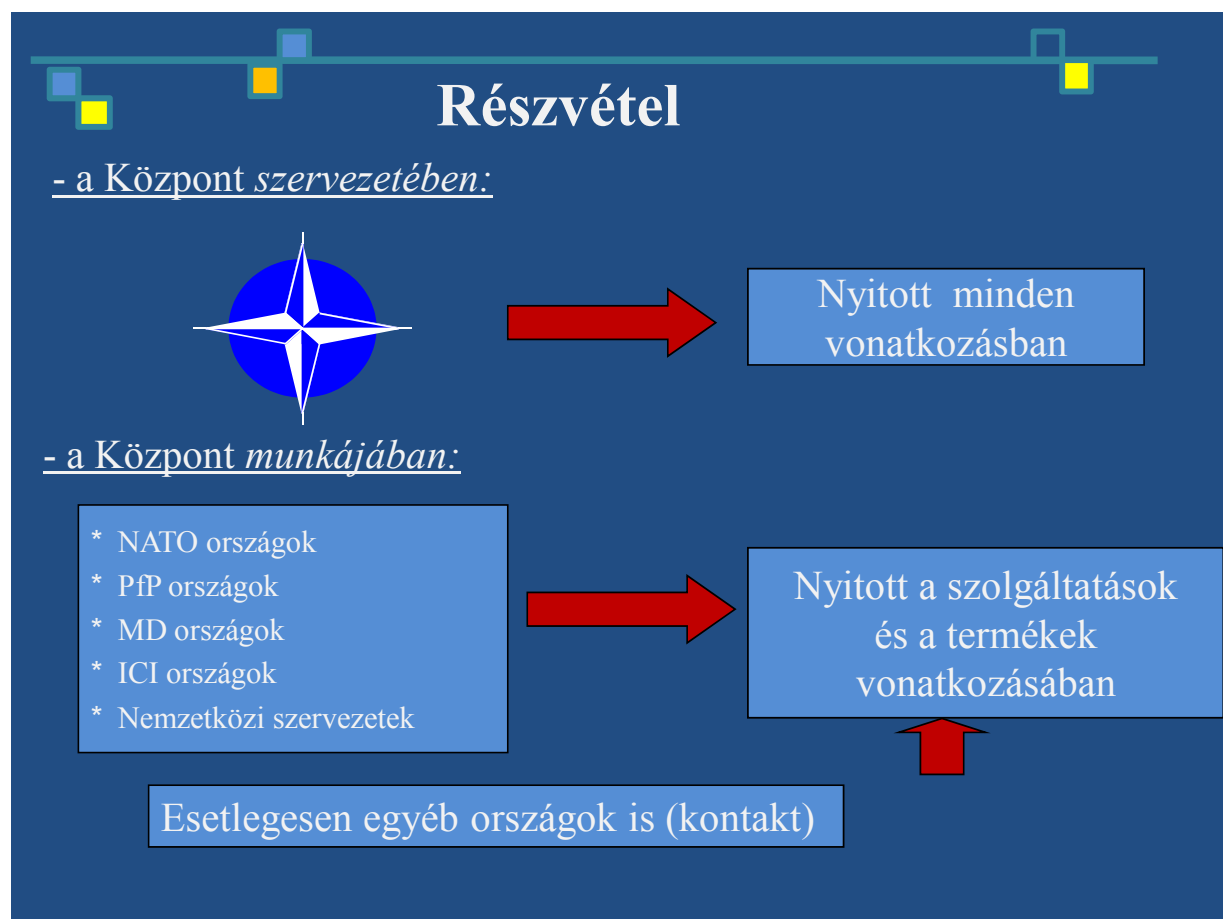 Részvétel
- a Központ szervezetében:
Nyitott minden
vonatkozásban
- a Központ munkájában:
* NATO országok
* PfP országok
* MD országok
* ICI országok
* Nemzetközi szervezetek
Nyitott a szolgáltatások
és a termékek
vonatkozásában
Esetlegesen egyéb országok is (kontakt)